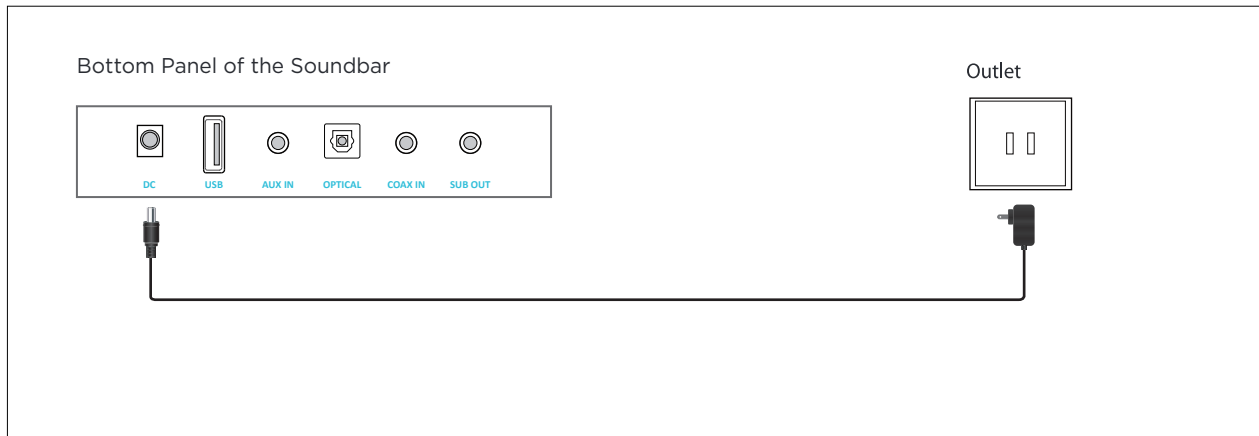 Bottom Panel of the Soundbar
Outlet
DC USB AUX IN OPTICAL COAX IN SUB OUT